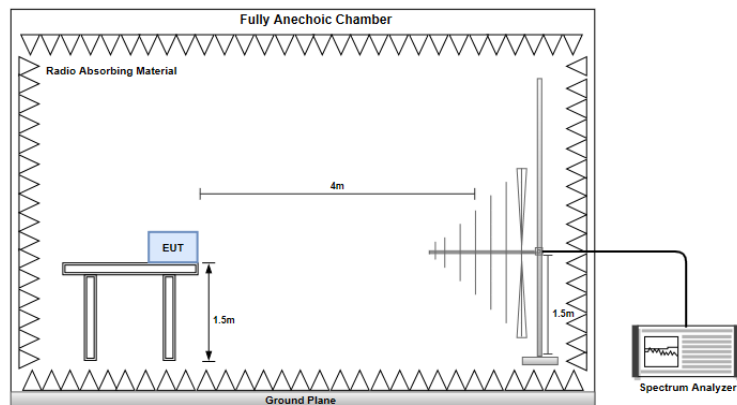 Fully Anechoic Chamber
Radio Absorbing Material
4m
EUT
1.5m
1.5m
Spectrum Analyzer
Ground Plane